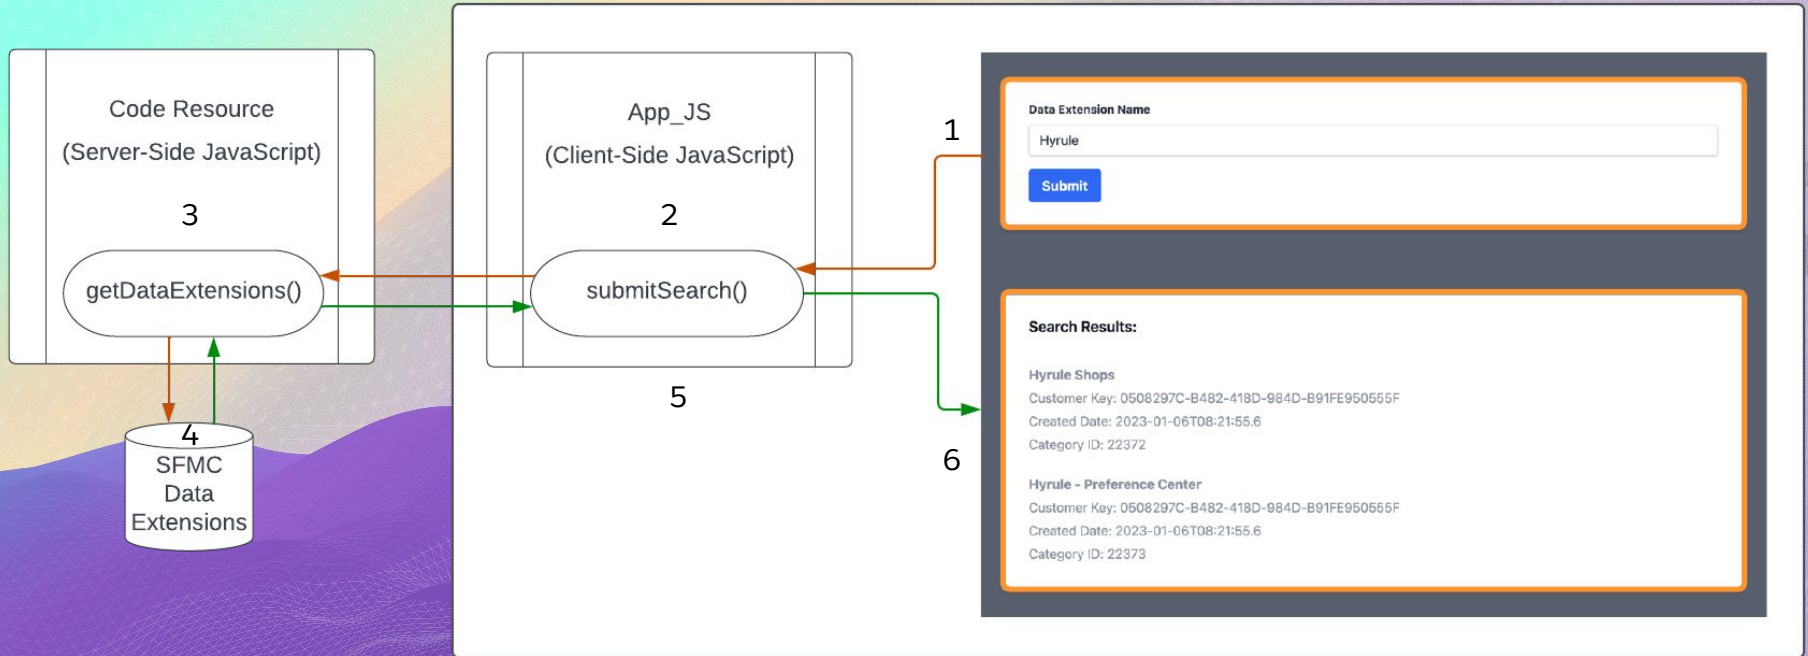 Code Resource
(Server-Side JavaScript)
3
getDataExtensions()
4
SFMC
Data
Extensions
App_JS
(Client-Side JavaScript)
2
submitSearch()
5
1
6
Data Extension Name
Hyrule
Submit
Search Results:
Hyrule Shops
Customer Key: 0508297C-B482-418D-984D-B91FE950555F
Created Date: 2023-01-06T08:21:55.6
Category ID: 22372
Hyrule - Preference Center
Customer Key: 0508297C-B482-418D-984D-B91FE950555F
Created Date: 2023-01-06T08:21:55.6
Category ID: 22373